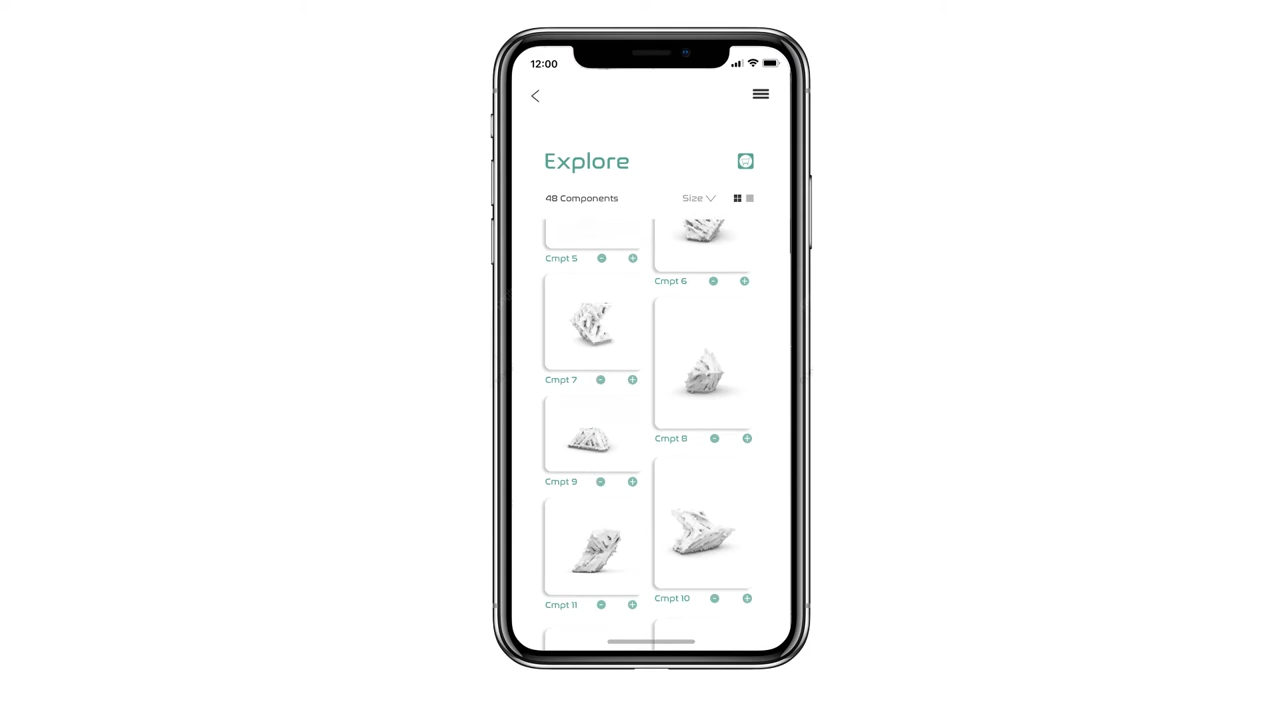 12:00
Explore
48 Components
Size
Cmpt 5
Cmpt 6
Cmpt 7
Cmpt 8
Cmpt 9
Cmpt 10
Cmpt 11